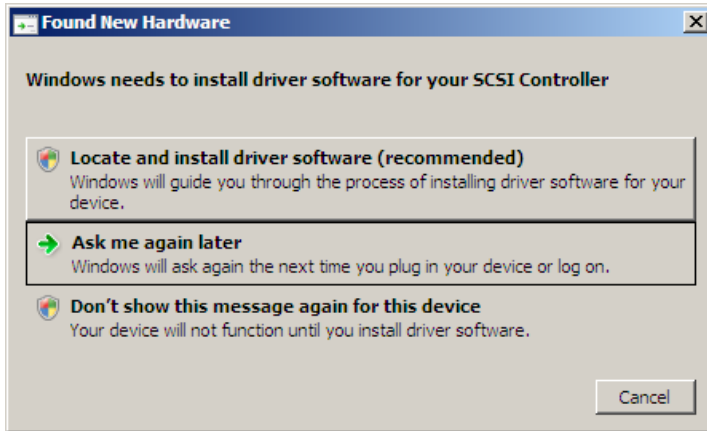 Found New Hardware
Windows needs to install driver software for your SCSI Controller
Locate and install driver software (recommended)
Windows will guide you through the process of installing driver software for your
device.
Ask me again later
Windows will ask again the next time you plug in your device or log on.
Don't show this message again for this device
Your device will not function until you install driver software.
Cancel